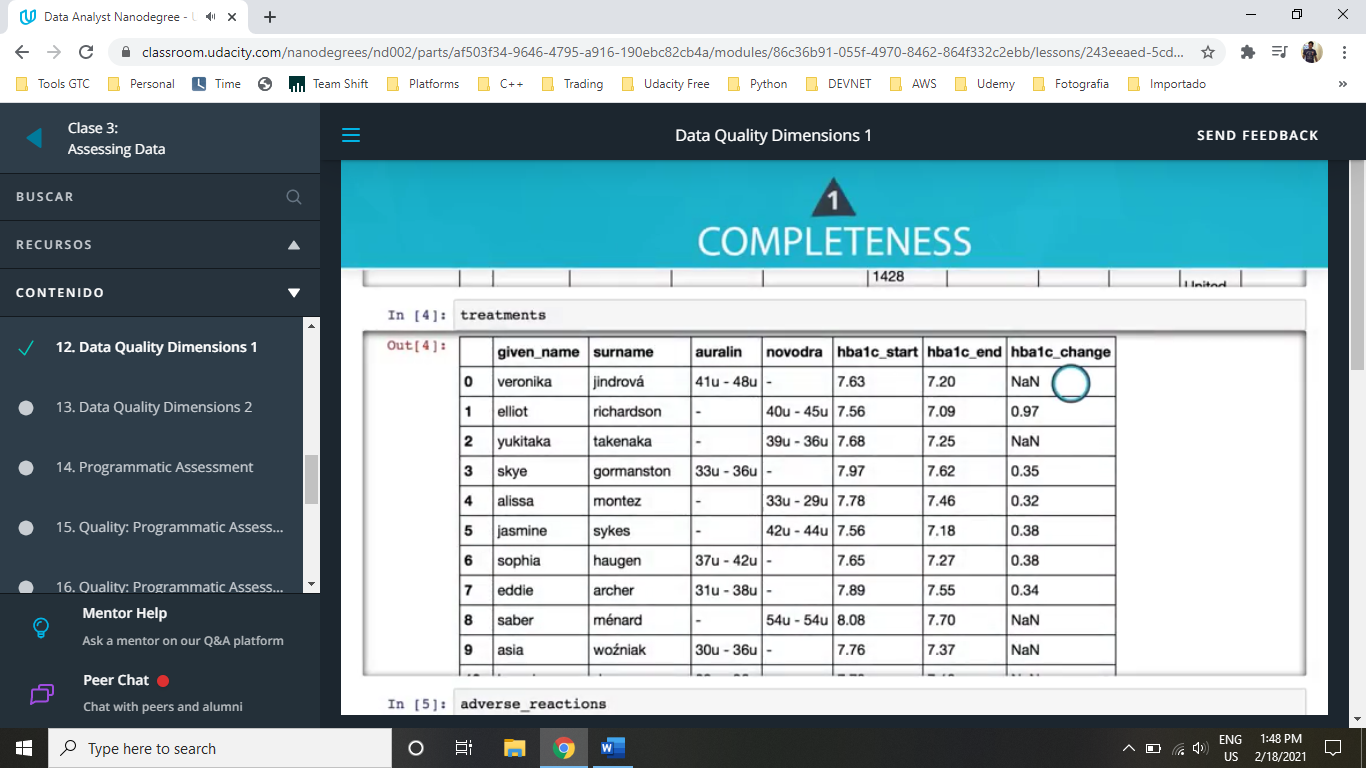 Data Analyst Nanodegree - U
classroom.udacity.com/nanodegrees/nd002/parts/af503f34-9646-4795-a916-190ebc82cb4a/modules/86c36b91-055f-4970-8462-864f332c2ebb/lessons/243eeaed-5cd...
Tools GTC Personal Time Team Shift Platforms C++ Trading Udacity Free Python DEVNET AWS Udemy Fotografia Importado »
Clase 3:
Assessing Data
Data Quality Dimensions 1
SEND FEEDBACK
BUSCAR
RECURSOS
CONTENIDO
12. Data Quality Dimensions 1
13. Data Quality Dimensions 2
14. Programmatic Assessment
15. Quality: Programmatic Assess...
16. Quality: Programmatic Assess...
Mentor Help
Ask a mentor on our Q&A platform
Peer Chat
Chat with peers and alumni
1
COMPLETENESS
1428 United
In [4]: treatments
Out[4]:
given_name surname auralin novodra hba1c_start hba1c_end hba1c_change
0 veronika jindrová 41u - 48u - 7.63 7.20 NaN
1 elliot richardson - 40u - 45u 7.56 7.09 0.97
2 yukitaka takenaka - 39u - 36u 7.68 7.25 NaN
3 skye gormanston 33u - 36u - 7.97 7.62 0.35
4 alissa montez - 33u - 29u 7.78 7.46 0.32
5 jasmine sykes - 42u - 44u 7.56 7.18 0.38
6 sophia haugen 37u - 42u - 7.65 7.27 0.38
7 eddie archer 31u - 38u - 7.89 7.55 0.34
8 saber ménard - 54u - 54u 8.08 7.70 NaN
9 asia woźniak 30u - 36u - 7.76 7.37 NaN
In [5]: adverse_reactions
Type here to search
ENG
US
1:48 PM
2/18/2021